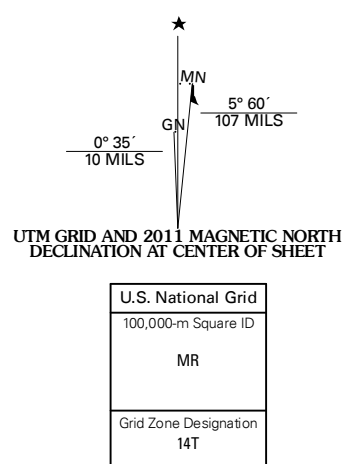 MN
GN
5° 60´
107 MILS
0° 35´
10 MILS
UTM GRID AND 2011 MAGNETIC NORTH
DECLINATION AT CENTER OF SHEET
U.S. National Grid
100,000-m Square ID
MR
Grid Zone Designation
14T